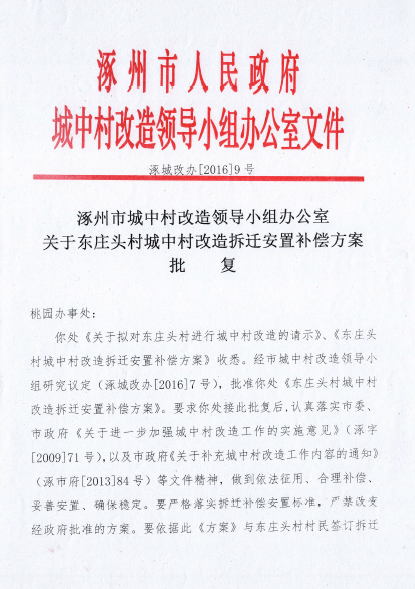 涿州市人民政府
城中村改造领导小组办公室文件
涿城改办[2016]9号
涿州市城中村改造领导小组办公室
关于东庄头村城中村改造拆迁安置补偿方案
批 复
桃园办事处：
你处《关于拟对东庄头村进行城中村改造的请示》、《东庄头
村城中村改造拆迁安置补偿方案》收悉。经市城中村改造领导小
组研究议定（涿城改办[2016]7号），批准你处《东庄头村城中村
改造拆迁安置补偿方案》。要求你处接此批复后，认真落实市委、
市政府《关于进一步加强城中村改造工作的实施意见》（涿字
[2009]71号），以及市政府《关于补充城中村改造工作内容的通知》
（涿市府[2013]84号）等文件精神，做到依法征用、合理补偿、
妥善安置、确保稳定。要严格落实拆迁补偿安置标准，严禁改变
经政府批准的方案。要依据此《方案》与东庄头村村民签订拆迁